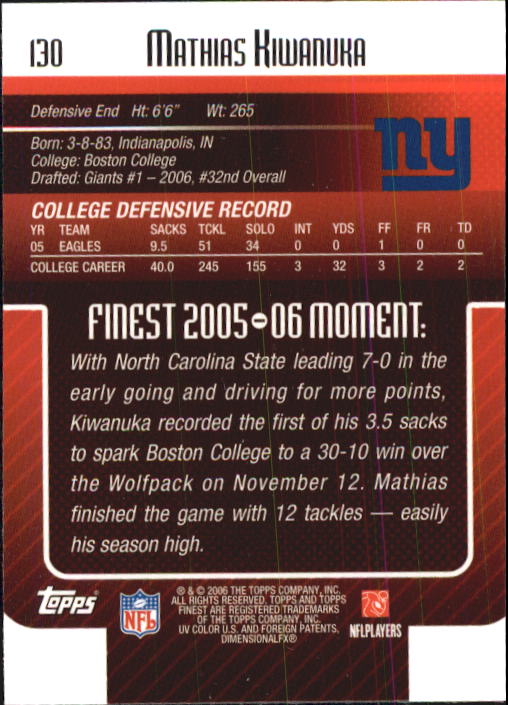 130 Mathias Kiwanuka
Defensive End Ht: 6'6" Wt: 265
ny
Born: 3-8-83, Indianapolis, IN
College: Boston College
Drafted: Giants #1 – 2006, #32nd Overall
COLLEGE DEFENSIVE RECORD
YR TEAM SACKS TCKL SOLO INT YDS FF FR TD
05 EAGLES 9.5 51 34 0 0 1 0 0
COLLEGE CAREER 40.0 245 155 3 32 3 2 2
FINEST 2005-06 MOMENT:
With North Carolina State leading 7-0 in the
early going and driving for more points,
Kiwanuka recorded the first of his 3.5 sacks
to spark Boston College to a 30-10 win over
the Wolfpack on November 12. Mathias
finished the game with 12 tackles — easily
his season high.
TOPPS
NFL
® & © 2006 THE TOPPS COMPANY, INC.
ALL RIGHTS RESERVED. TOPPS AND TOPPS
FINEST ARE REGISTERED TRADEMARKS
OF THE TOPPS COMPANY, INC.
UV COLOR U.S. AND FOREIGN PATENTS,
DIMENSIONALFX®
NFLPLAYERS